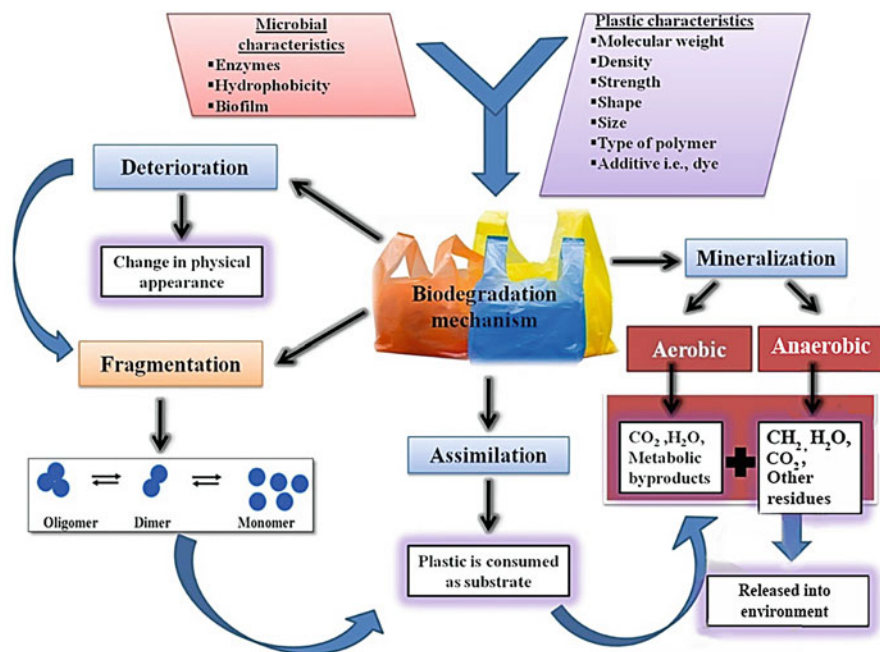 Microbial
characteristics
▪Enzymes
▪Hydrophobicity
▪Biofilm
Plastic characteristics
▪Molecular weight
▪Density
▪Strength
▪Shape
▪Size
▪Type of polymer
▪Additive i.e., dye
Deterioration
Change in physical
appearance
Biodegradation
mechanism
Mineralization
Fragmentation
Aerobic
Anaerobic
Assimilation
CO₂ ,H₂O,
Metabolic
byproducts
CH₂, H₂O,
CO₂,
Other
residues
Oligomer Dimer Monomer
Plastic is consumed
as substrate
Released into
environment